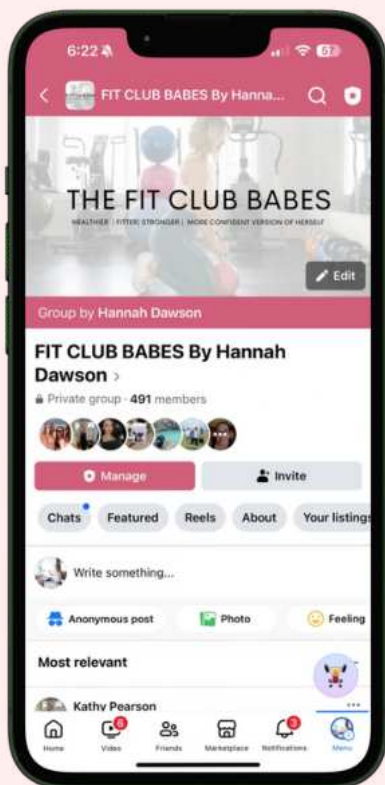 6:22
67
FIT CLUB BABES By Hanna...
THE FIT CLUB BABES
HEALTHIER | FITTER| STRONGER | MORE CONFIDENT VERSION OF HERSELF
Edit
Group by Hannah Dawson
FIT CLUB BABES By Hannah
Dawson >
Private group · 491 members
Manage
Invite
Chats
Featured
Reels
About
Your listings
Write something...
Anonymous post
Photo
Feeling
Most relevant
Kathy Pearson
6
3
Home
Video
Friends
Marketplace
Notifications
Menu